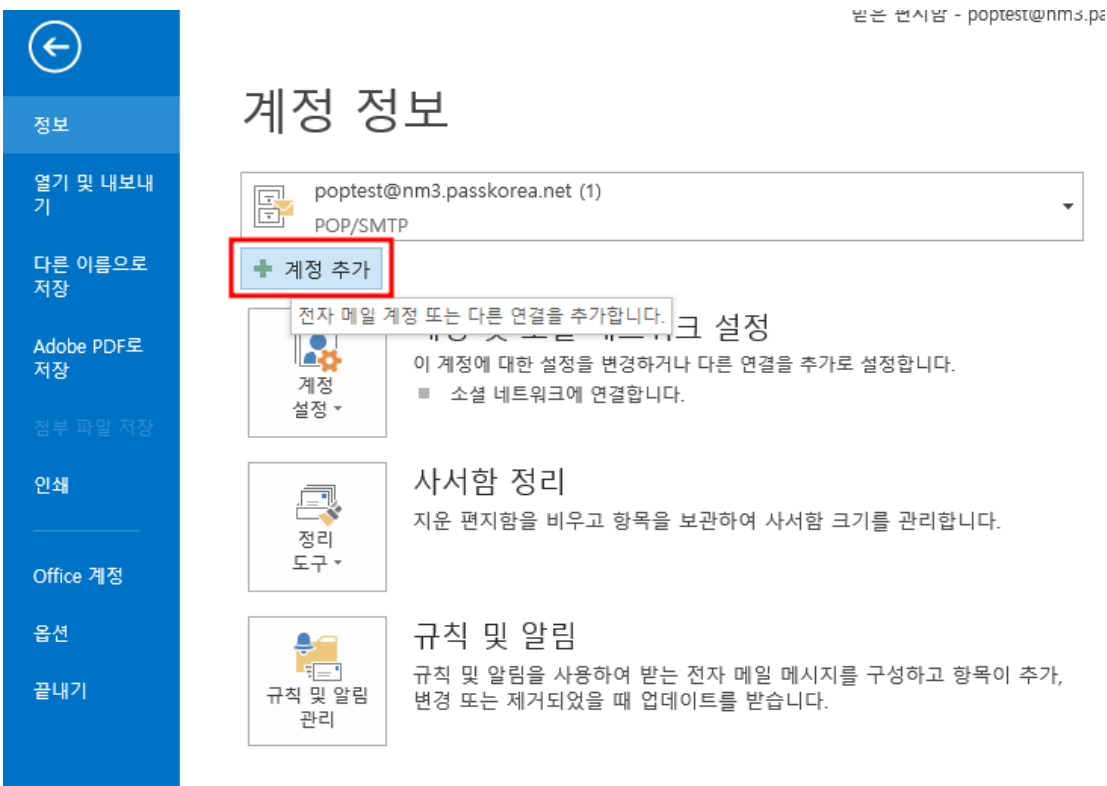 받은 편지함 - poptest@nm3.pa
계정 정보
정보
열기 및 내보내
기
다른 이름으로
저장
Adobe PDF로
저장
첨부 파일 저장
인쇄
Office 계정
옵션
끝내기
poptest@nm3.passkorea.net (1)
POP/SMTP
계정 추가
전자 메일 계정 또는 다른 연결을 추가합니다.
설정
이 계정에 대한 설정을 변경하거나 다른 연결을 추가로 설정합니다.
소셜 네트워크에 연결합니다.
계정
설정
사서함 정리
지운 편지함을 비우고 항목을 보관하여 사서함 크기를 관리합니다.
정리
도구
규칙 및 알림
규칙 및 알림을 사용하여 받는 전자 메일 메시지를 구성하고 항목이 추가,
변경 또는 제거되었을 때 업데이트를 받습니다.
규칙 및 알림
관리